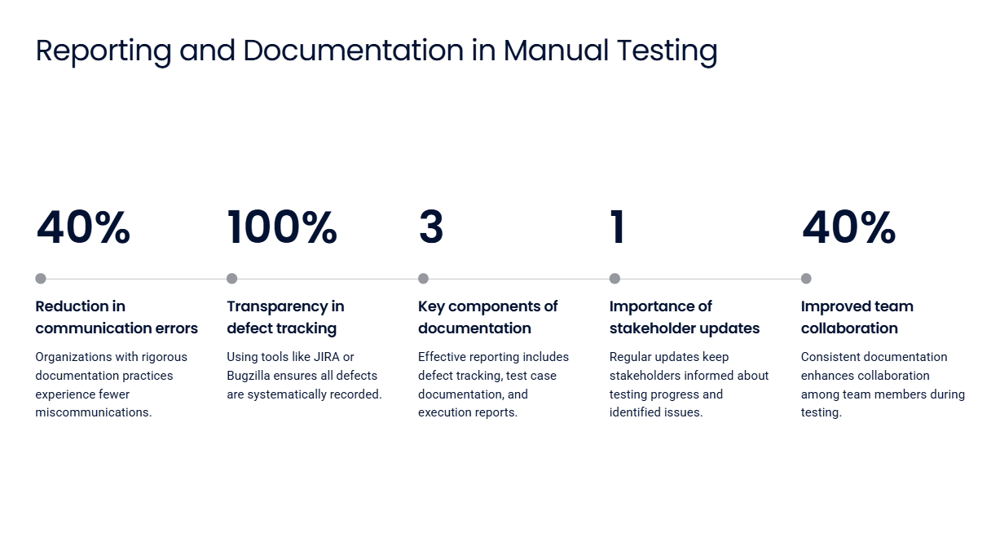 Reporting and Documentation in Manual Testing
40%
Reduction in
communication errors
Organizations with rigorous
documentation practices
experience fewer
miscommunications.
100%
Transparency in
defect tracking
Using tools like JIRA or
Bugzilla ensures all defects
are systematically recorded.
3
Key components of
documentation
Effective reporting includes
defect tracking, test case
documentation, and
execution reports.
1
Importance of
stakeholder updates
Regular updates keep
stakeholders informed about
testing progress and
identified issues.
40%
Improved team
collaboration
Consistent documentation
enhances collaboration
among team members during
testing.